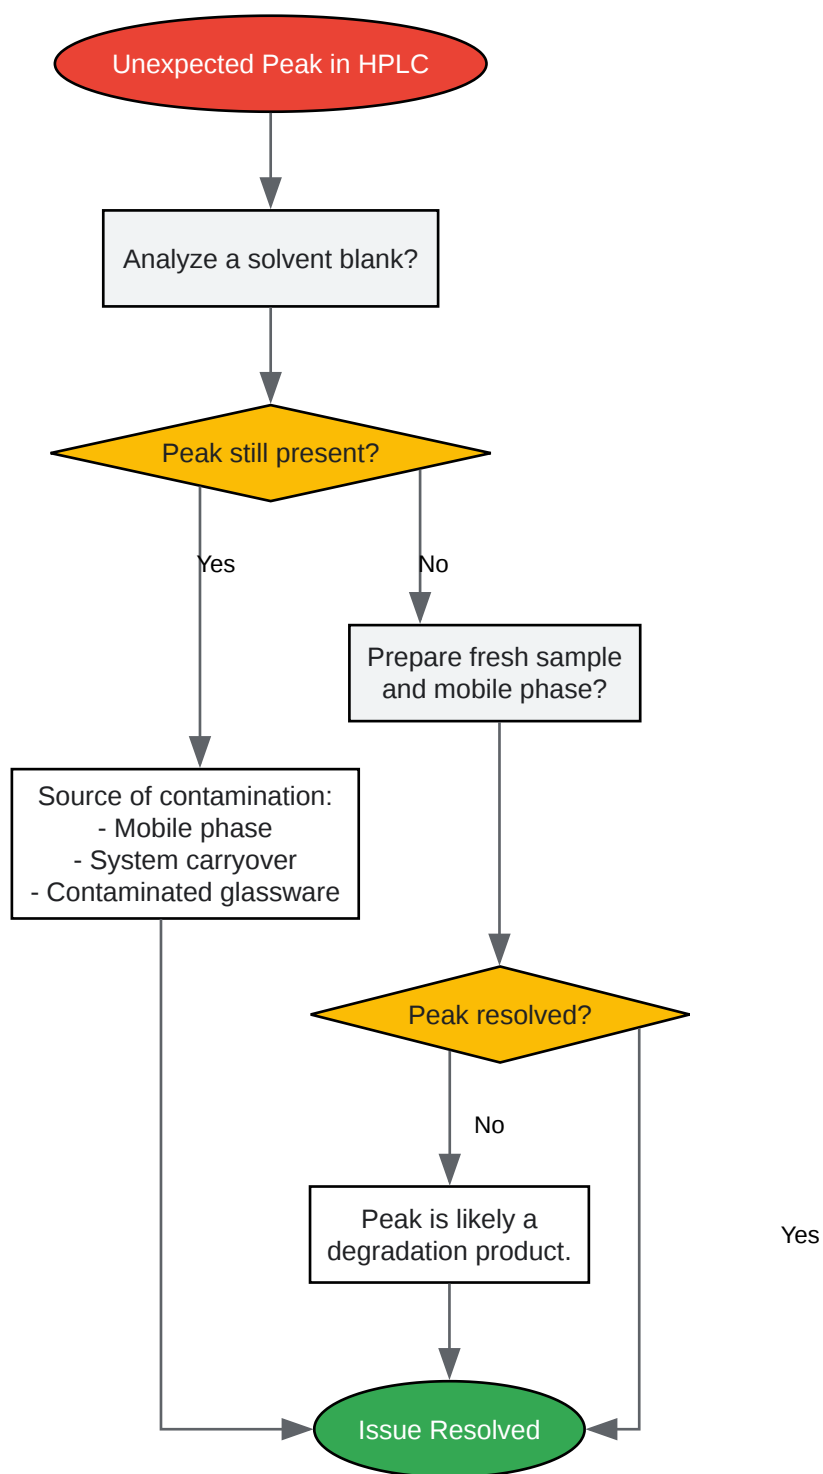 Unexpected Peak in HPLC
Analyze a solvent blank?
Peak still present?
Yes
No
Prepare fresh sample
and mobile phase?
Source of contamination:
- Mobile phase
- System carryover
- Contaminated glassware
Peak resolved?
No
Peak is likely a
degradation product.
Yes
Issue Resolved